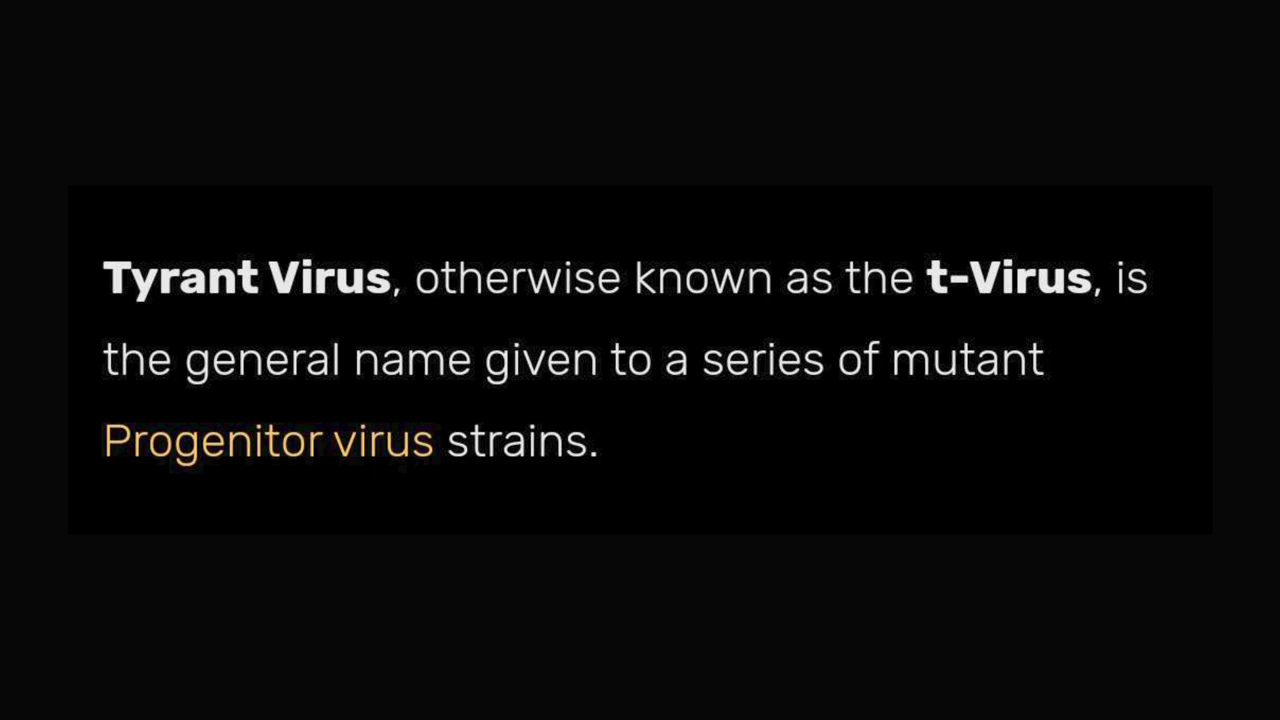 Tyrant Virus, otherwise known as the t-Virus, is
the general name given to a series of mutant
Progenitor virus strains.